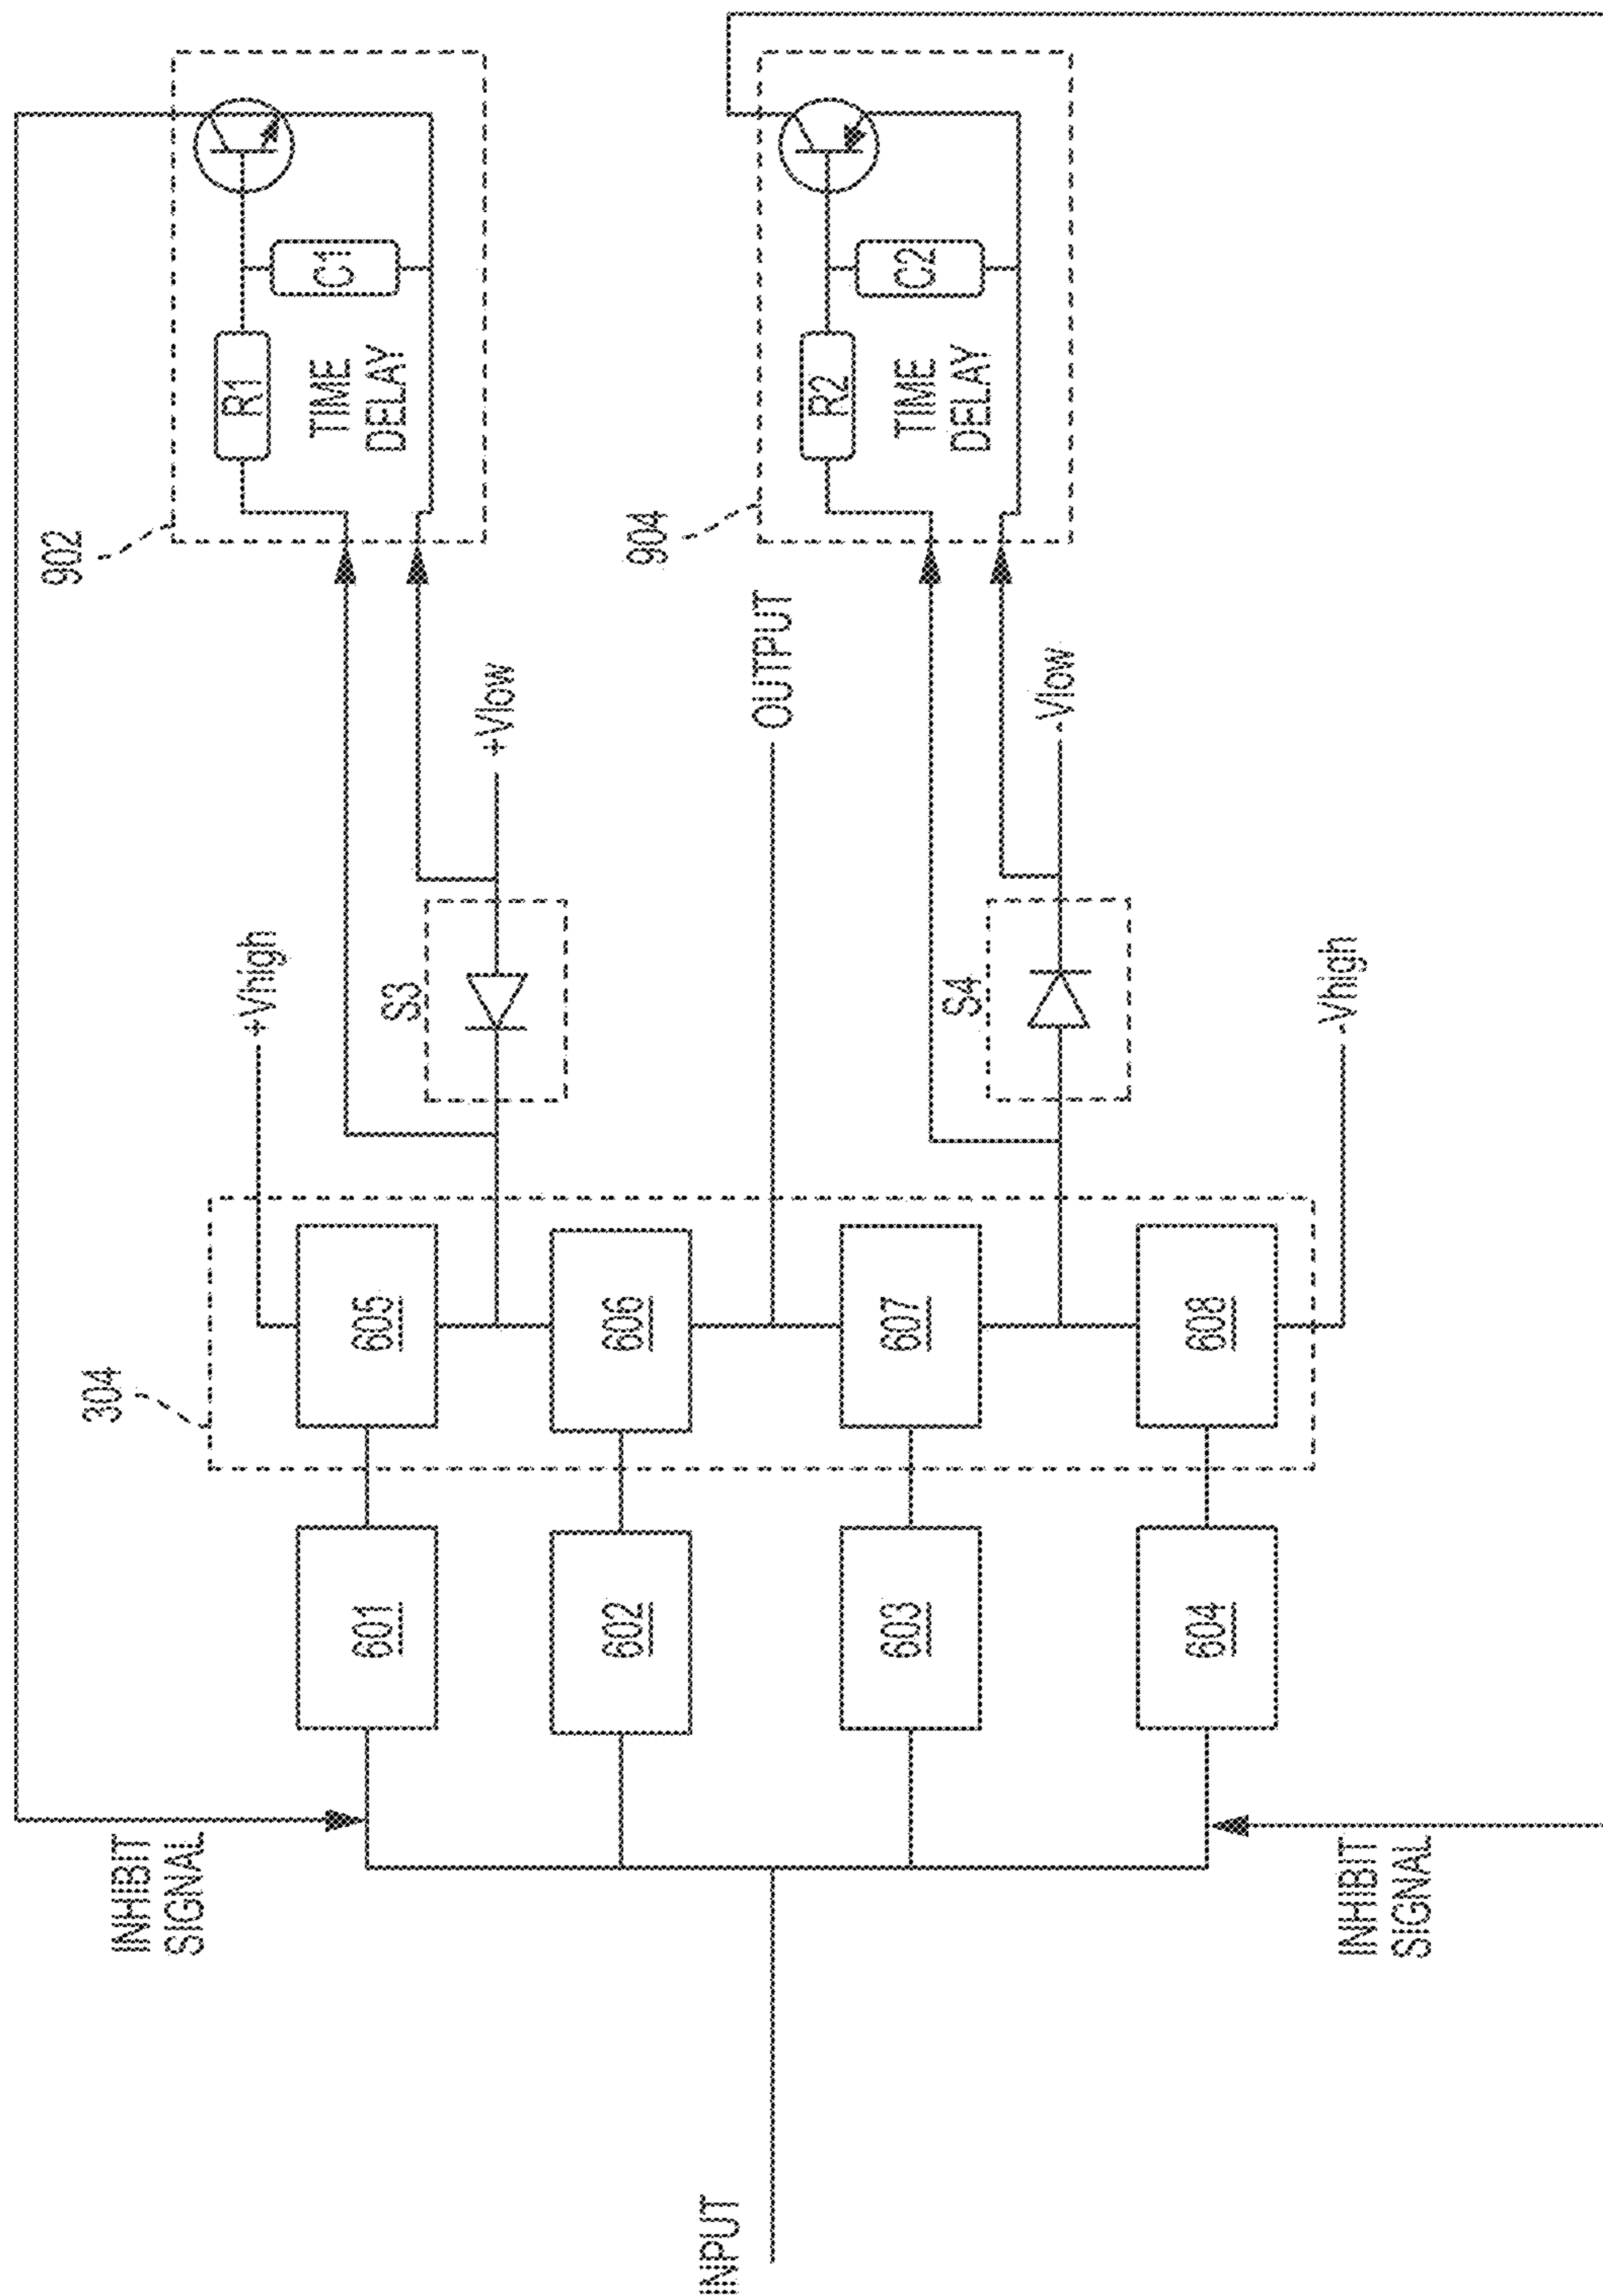 902
304
INHIBIT
SIGNAL
R1
+Vhigh
TIME
DELAY
C1
601
605
S3
+Vlow
602
606
904
INPUT
OUTPUT
R2
TIME
DELAY
C2
603
607
S4
-Vlow
604
608
-Vhigh
INHIBIT
SIGNAL